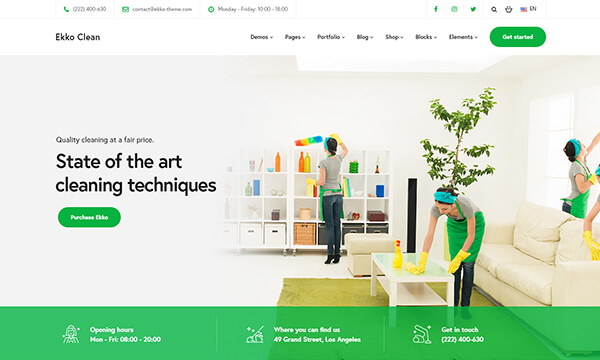 (222) 400-630 contact@ekko-theme.com Monday - Friday: 10:00 - 18:00 EN
Ekko Clean Demos Pages Portfolio Blog Shop Blocks Elements Get started
Quality cleaning at a fair price.
State of the art
cleaning techniques
Purchase Ekko
Opening hours
Mon - Fri: 08:00 - 20:00
Where you can find us
49 Grand Street, Los Angeles
Get in touch
(222) 400-630